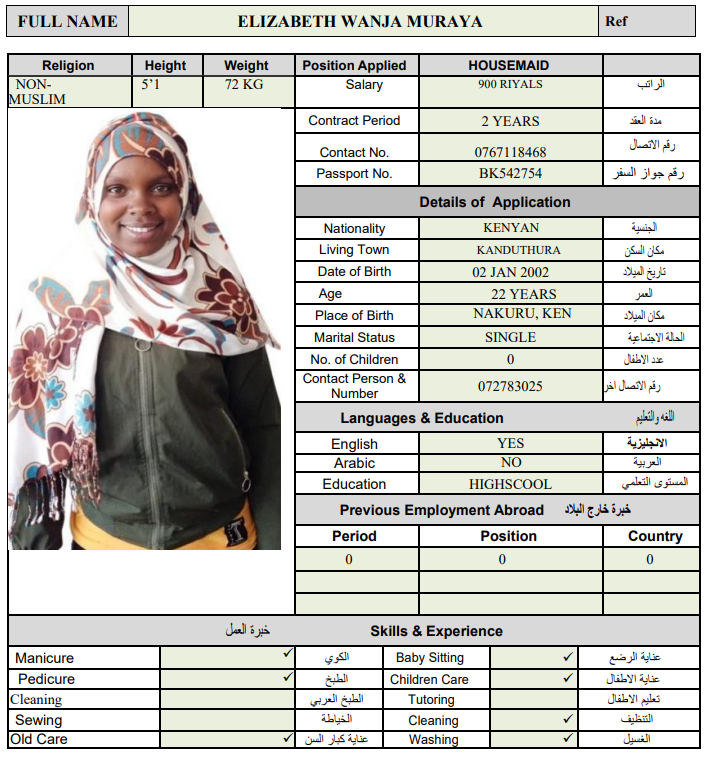 FULL NAME ELIZABETH WANJA MURAYA Ref
Religion Height Weight Position Applied HOUSEMAID
NON-MUSLIM 5’1 72 KG Salary 900 RIYALS الراتب
Contract Period 2 YEARS مدة العقد
Contact No. 0767118468 رقم الاتصال
Passport No. BK542754 رقم جواز السفر
Details of Application
Nationality KENYAN الجنسية
Living Town KANDUTHURA مكان السكن
Date of Birth 02 JAN 2002 تاريخ الميلاد
Age 22 YEARS العمر
Place of Birth NAKURU, KEN مكان الميلاد
Marital Status SINGLE الحالة الاجتماعية
No. of Children 0 عدد الاطفال
Contact Person & Number 072783025 رقم الاتصال اخر
Languages & Education اللغه والتعليم
English YES الانجليزية
Arabic NO العربية
Education HIGHSCOOL المستوى التعلمي
Previous Employment Abroad خبرة خارج البلاد
Period Position Country
0 0 0
خبرة العمل Skills & Experience
Manicure ✓ الكوي Baby Sitting ✓ عناية الرضع
Pedicure ✓ الطبخ Children Care ✓ عناية الاطفال
Cleaning الطبخ العربي Tutoring تعليم الاطفال
Sewing الخياطة Cleaning ✓ التنظيف
Old Care ✓ عناية كبار السن Washing ✓ الغسيل